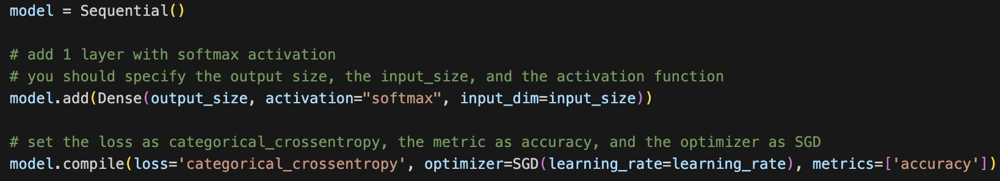 model = Sequential()
# add 1 layer with softmax activation
# you should specify the output size, the input_size, and the activation function
model.add(Dense(output_size, activation="softmax", input_dim=input_size))
# set the loss as categorical_crossentropy, the metric as accuracy, and the optimizer as SGD
model.compile(loss='categorical_crossentropy', optimizer=SGD(learning_rate=learning_rate), metrics=['accuracy'])